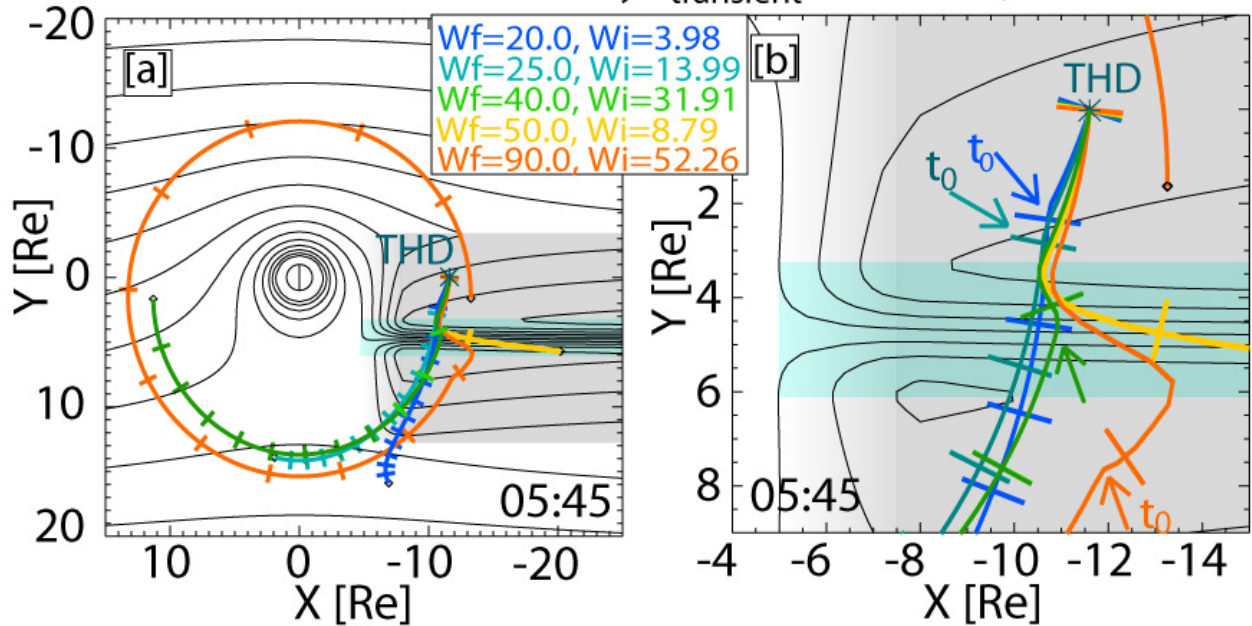 transient
-20
-10
0
10
20
Y [Re]
[a]
THD
05:45
10 0 -10 -20
X [Re]
Wf=20.0, Wi=3.98
Wf=25.0, Wi=13.99
Wf=40.0, Wi=31.91
Wf=50.0, Wi=8.79
Wf=90.0, Wi=52.26
[b]
THD
t0
t0
2
4
6
8
Y [Re]
05:45
t0
-4 -6 -8 -10 -12 -14
X [Re]